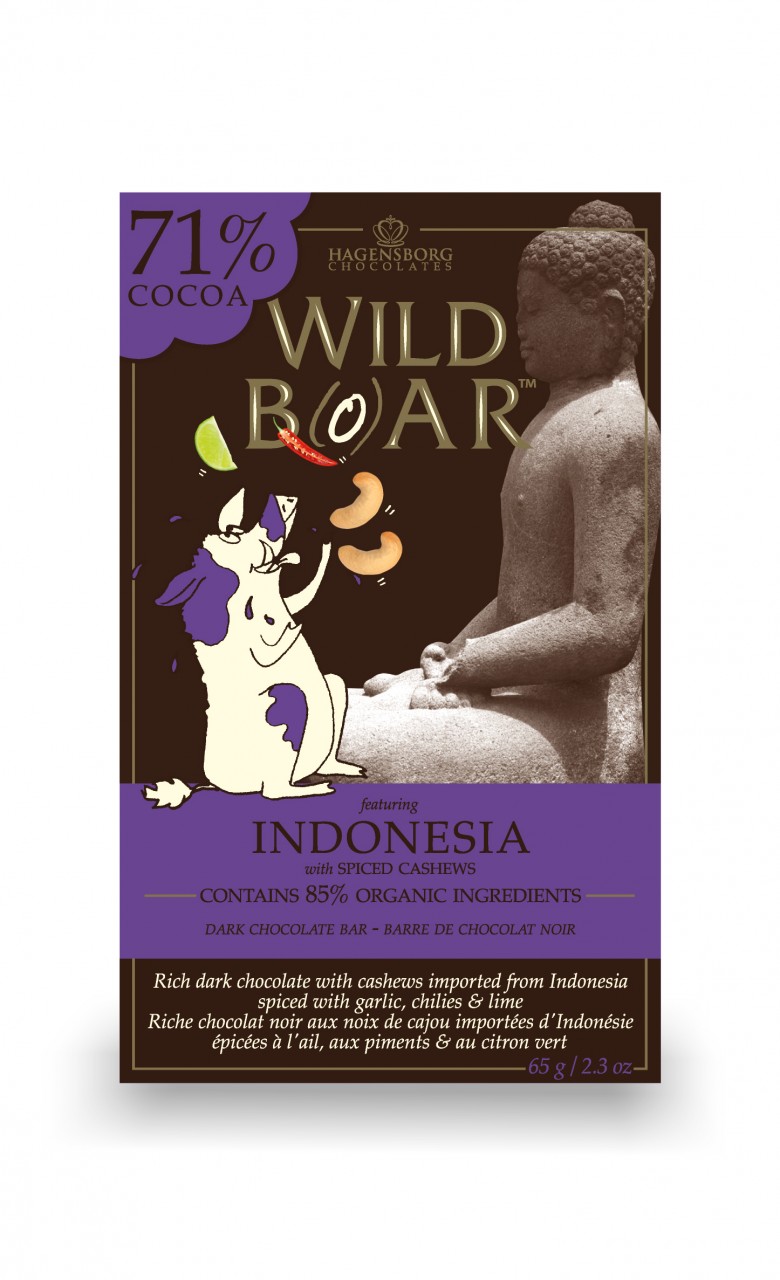 71%
COCOA
HAGENSBORG
CHOCOLATES
WILD
B(O)AR™
featuring
INDONESIA
with SPICED CASHEWS
CONTAINS 85% ORGANIC INGREDIENTS
DARK CHOCOLATE BAR - BARRE DE CHOCOLAT NOIR
Rich dark chocolate with cashews imported from Indonesia
spiced with garlic, chilies & lime
Riche chocolat noir aux noix de cajou importées d'Indonésie
épicées à l'ail, aux piments & au citron vert
65 g / 2.3 oz